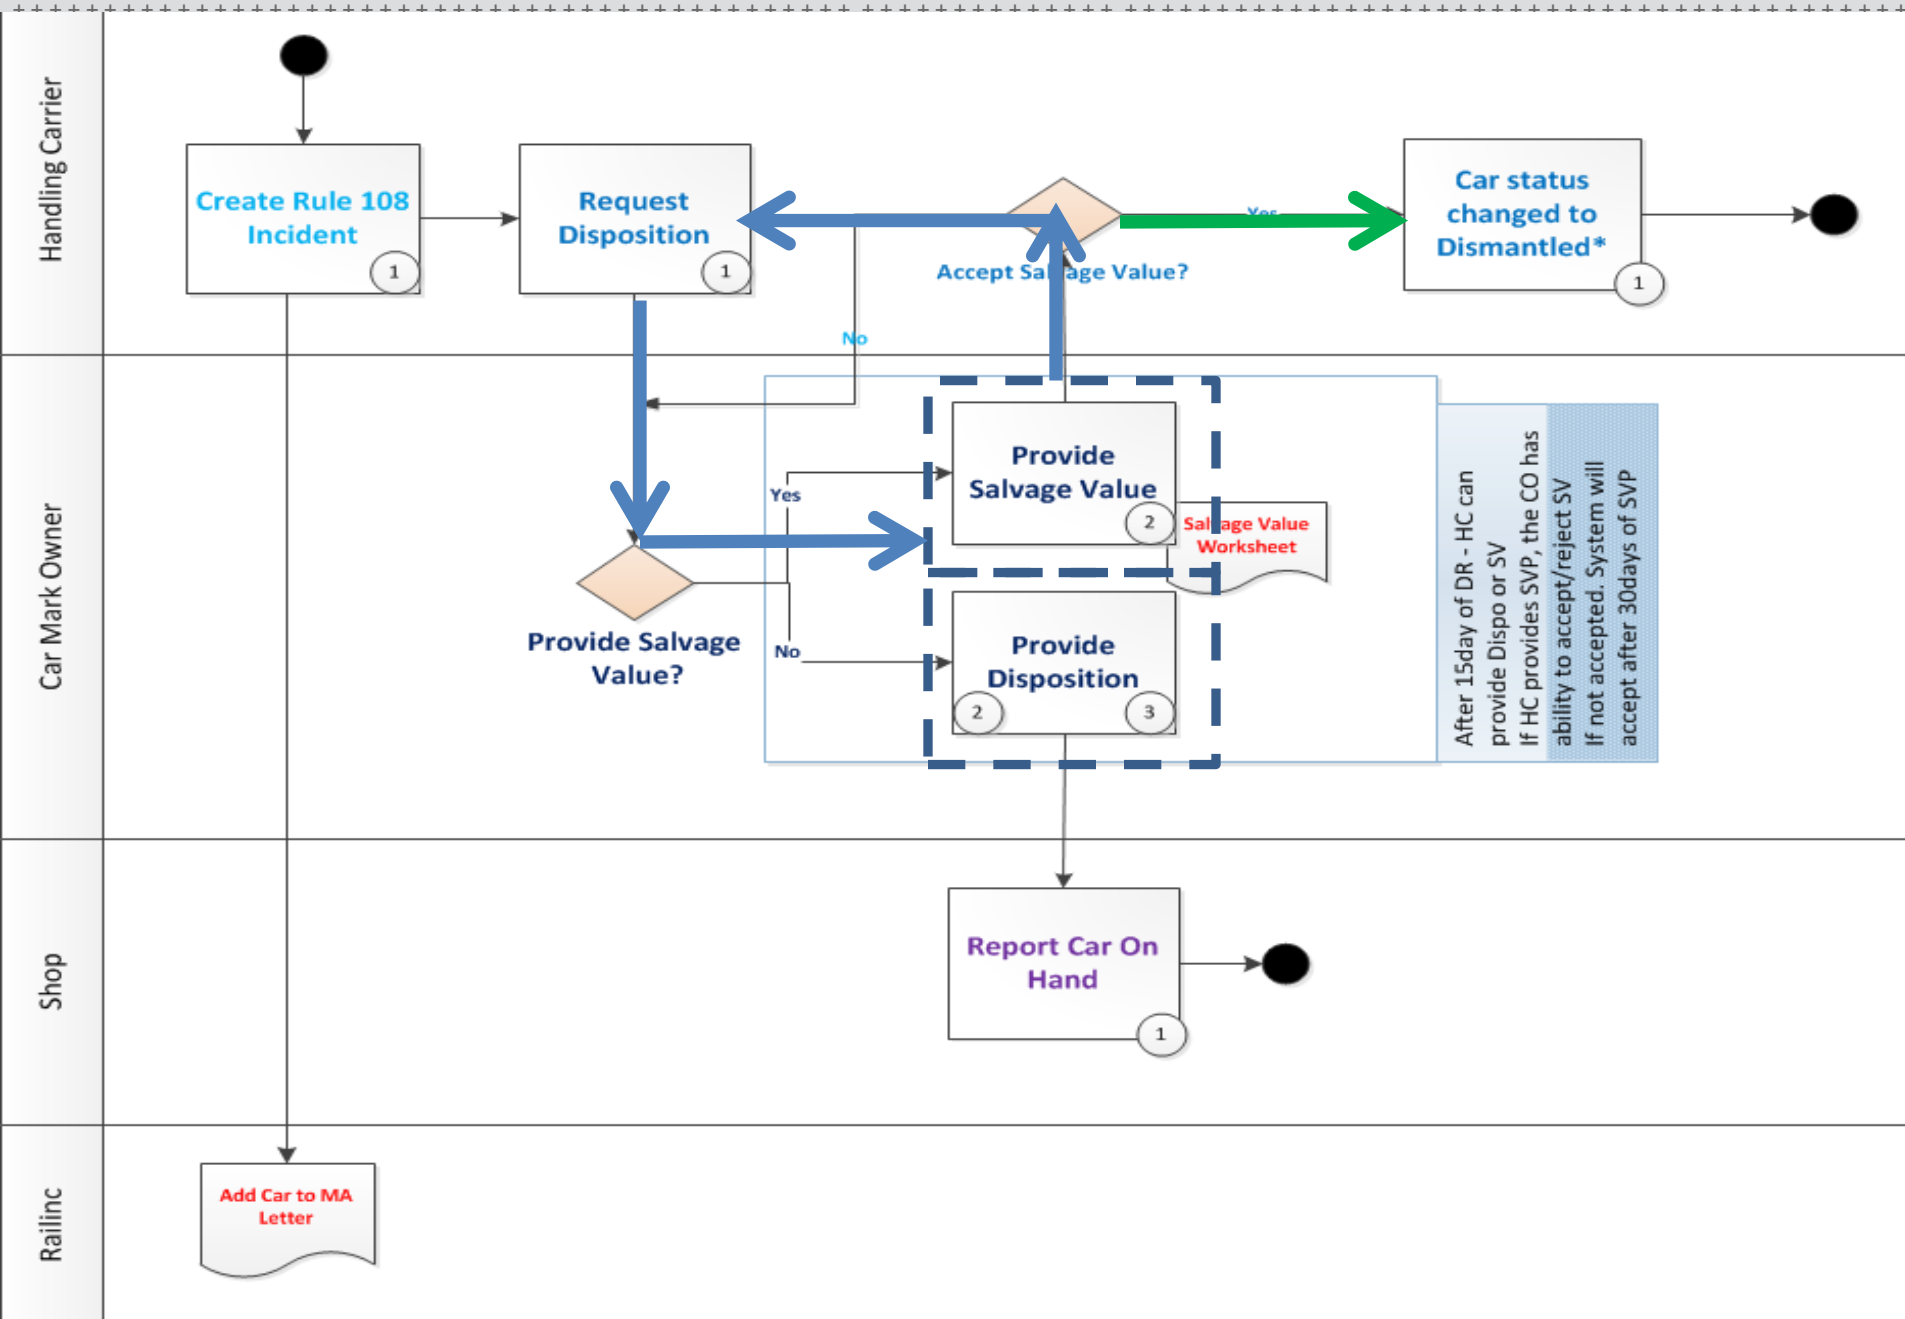 Handling Carrier
Create Rule 108
Incident
1
Request
Disposition
1
Yes
Accept Salvage Value?
No
Car status
changed to
Dismantled*
1
Car Mark Owner
Provide Salvage
Value?
Yes
No
Provide
Salvage Value
2
Salvage Value
Worksheet
Provide
Disposition
2
3
After 15day of DR - HC can
provide Dispo or SV
If HC provides SVP, the CO has
ability to accept/reject SV
If not accepted. System will
accept after 30days of SVP
Shop
Report Car On
Hand
1
Railinc
Add Car to MA
Letter